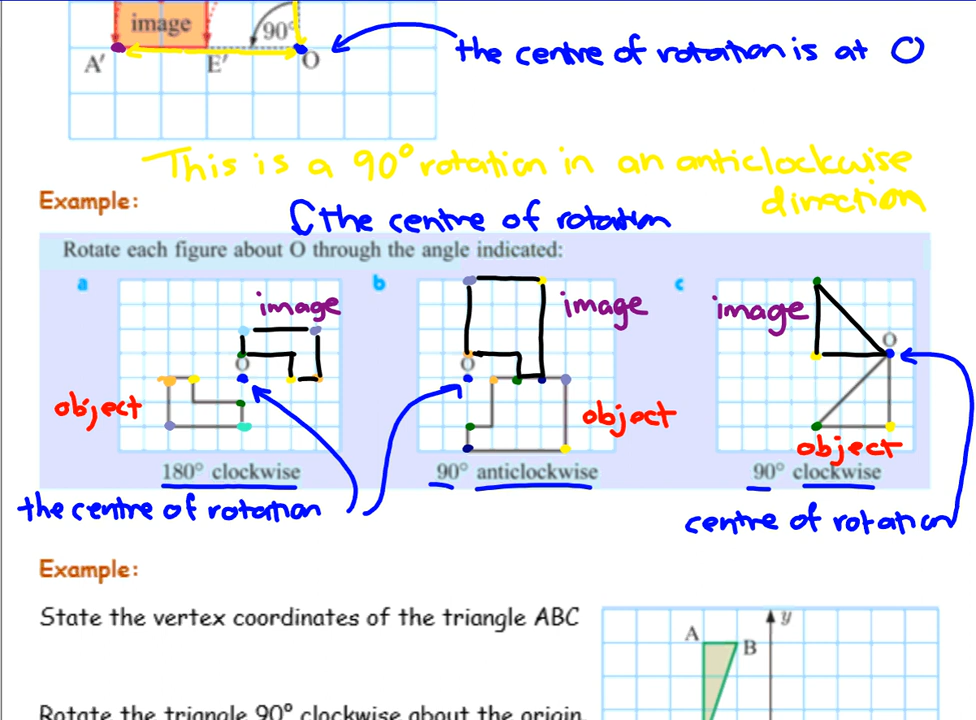 image
90°
A′ E′ O
the centre of rotation is at O
This is a 90° rotation in an anticlockwise
direction
Example:
the centre of rotation
Rotate each figure about O through the angle indicated:
a b c
image
image
image
O
O
O
object
object
object
180° clockwise
90° anticlockwise
90° clockwise
the centre of rotation
centre of rotation
Example:
State the vertex coordinates of the triangle ABC
y
A
B
Rotate the triangle 90° clockwise about the origin.